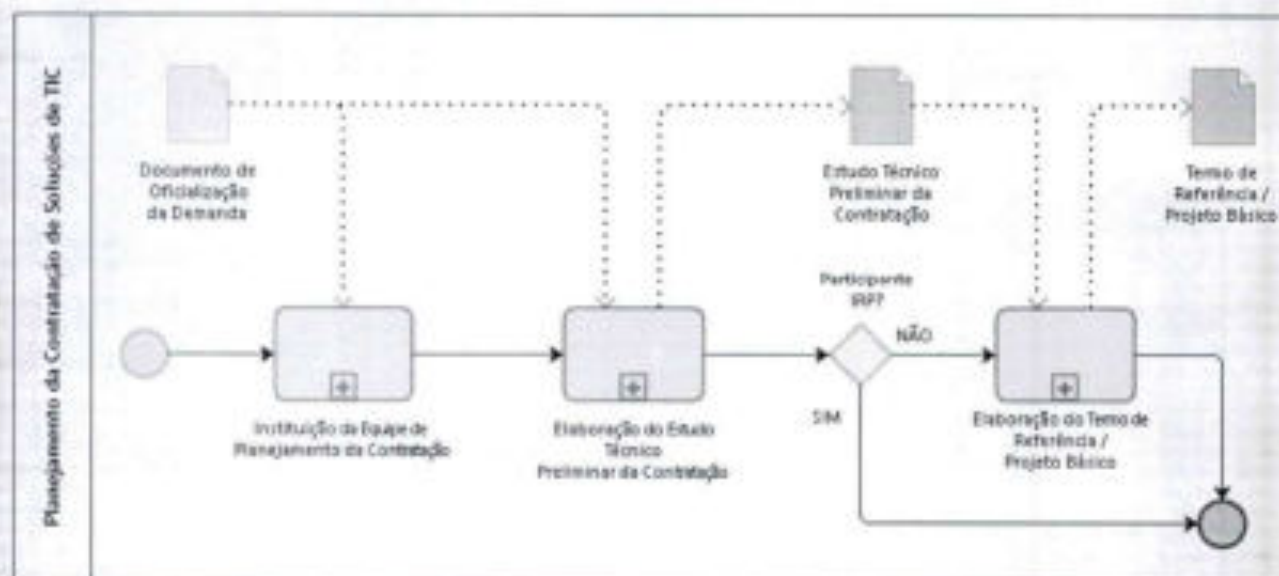 Planejamento da Contratação de Soluções de TIC
Documento de
Oficialização
da Demanda
Estudo Técnico
Preliminar da
Contratação
Termo de
Referência /
Projeto Básico
Participante
IRP?
NÃO
SIM
Instituição da Equipe de
Planejamento da Contratação
Elaboração do Estudo
Técnico
Preliminar da Contratação
Elaboração do Termo de
Referência /
Projeto Básico